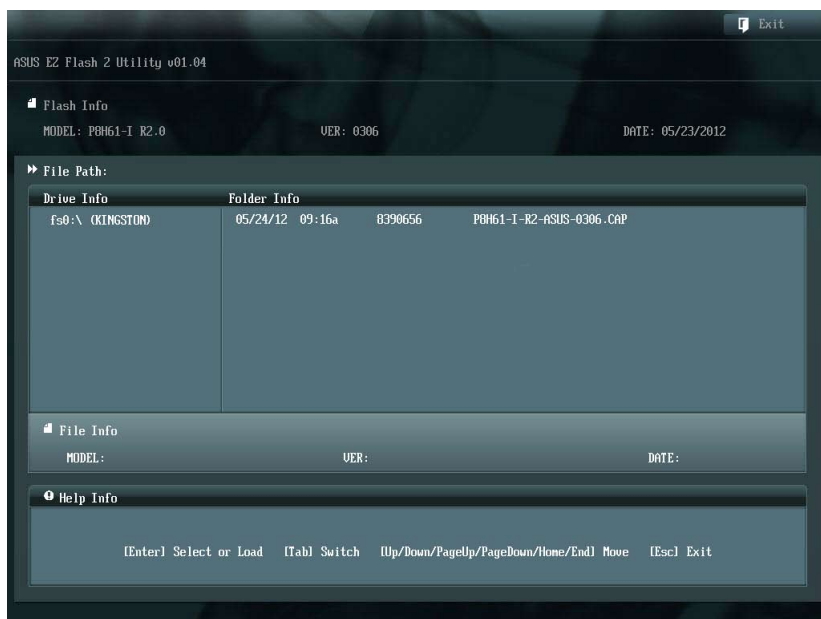 Exit
ASUS EZ Flash 2 Utility v01.04
Flash Info
MODEL: P8H61-I R2.0 VER: 0306 DATE: 05/23/2012
File Path:
Drive Info Folder Info
fs0:\ (KINGSTON) 05/24/12 09:16a 8390656 P8H61-I-R2-ASUS-0306.CAP
File Info
MODEL: VER: DATE:
Help Info
[Enter] Select or Load [Tab] Switch [Up/Down/PageUp/PageDown/Home/End] Move [Esc] Exit